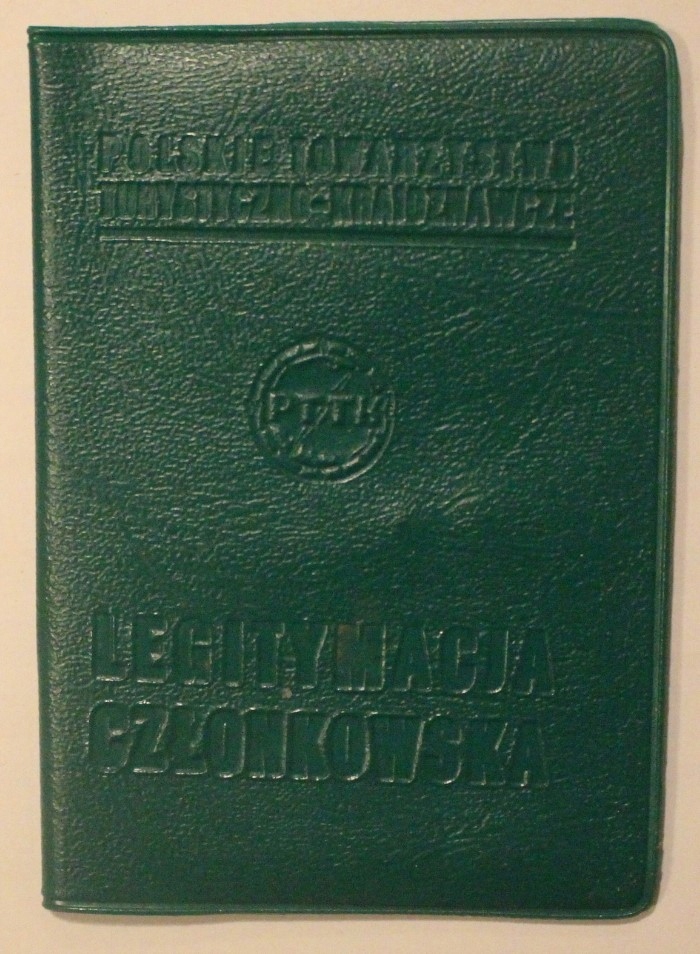 POLSKIE TOWARZYSTWO
TURYSTYCZNO-KRAJOZNAWCZE
PTTK
LEGITYMACJA
CZŁONKOWSKA